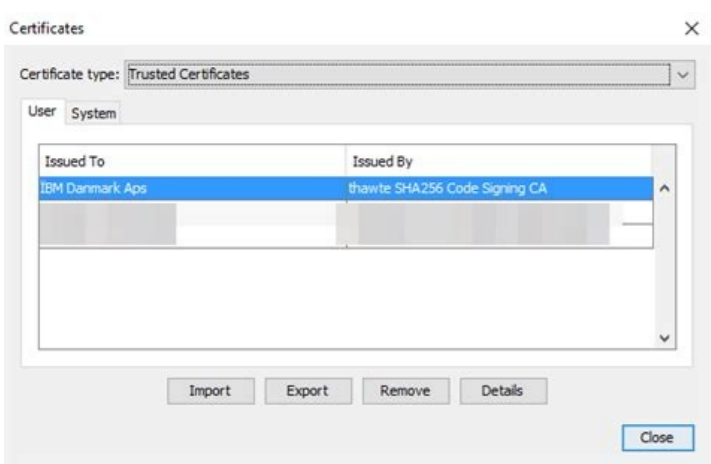 Certificates
Certificate type: Trusted Certificates
User System
Issued To Issued By
IBM Danmark Aps thawte SHA256 Code Signing CA
Import Export Remove Details
Close